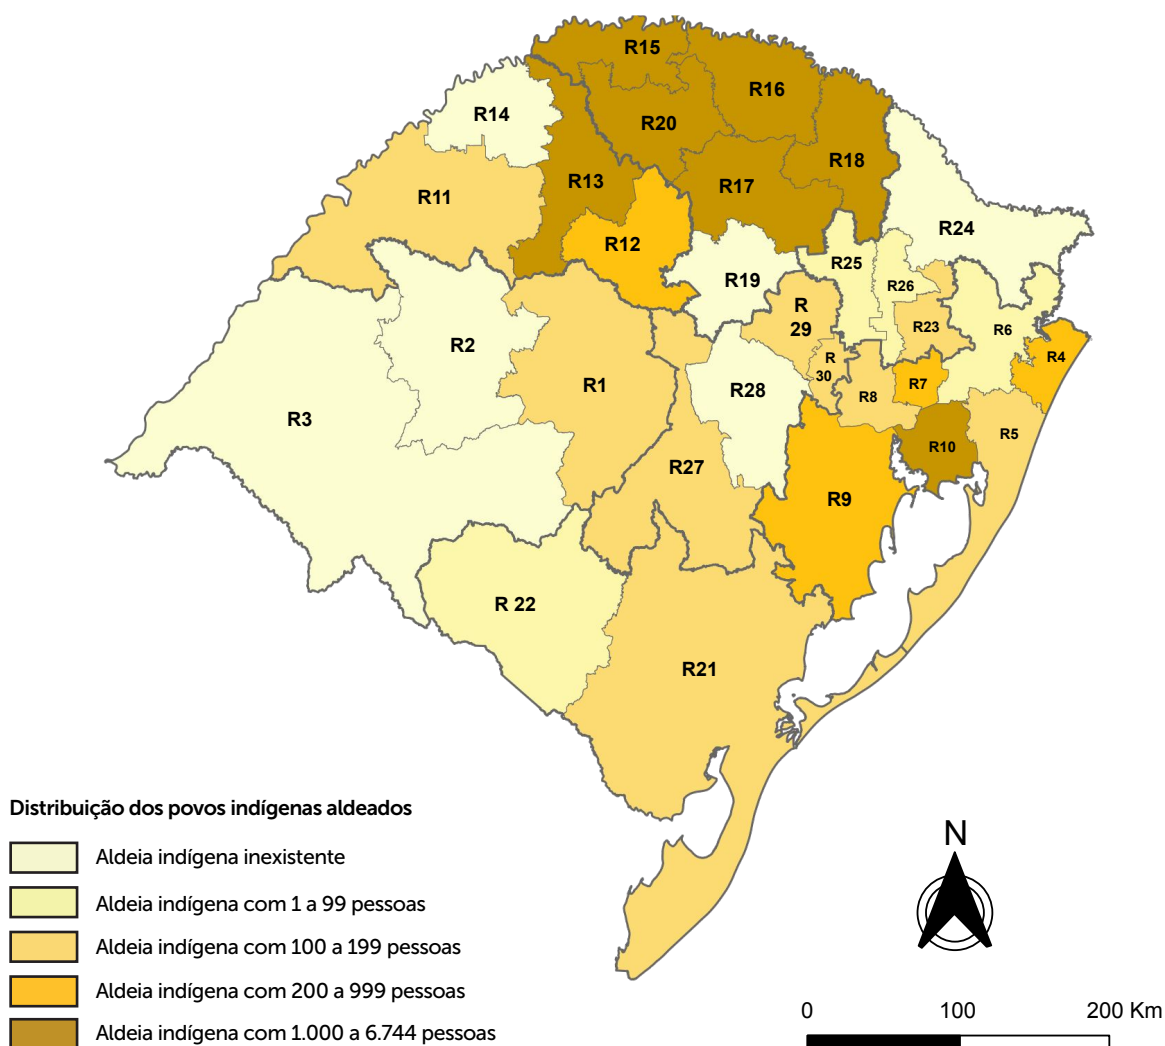 R15
R16
R14
R20
R18
R13
R17
R11
R24
R12
R25
R19
R26
R
29
R23
R6
R2
R4
R
30
R1
R7
R28
R8
R3
R5
R10
R27
R9
R 22
R21
Distribuição dos povos indígenas aldeados
Aldeia indígena inexistente
Aldeia indígena com 1 a 99 pessoas
Aldeia indígena com 100 a 199 pessoas
Aldeia indígena com 200 a 999 pessoas
Aldeia indígena com 1.000 a 6.744 pessoas
N
0 100 200 Km